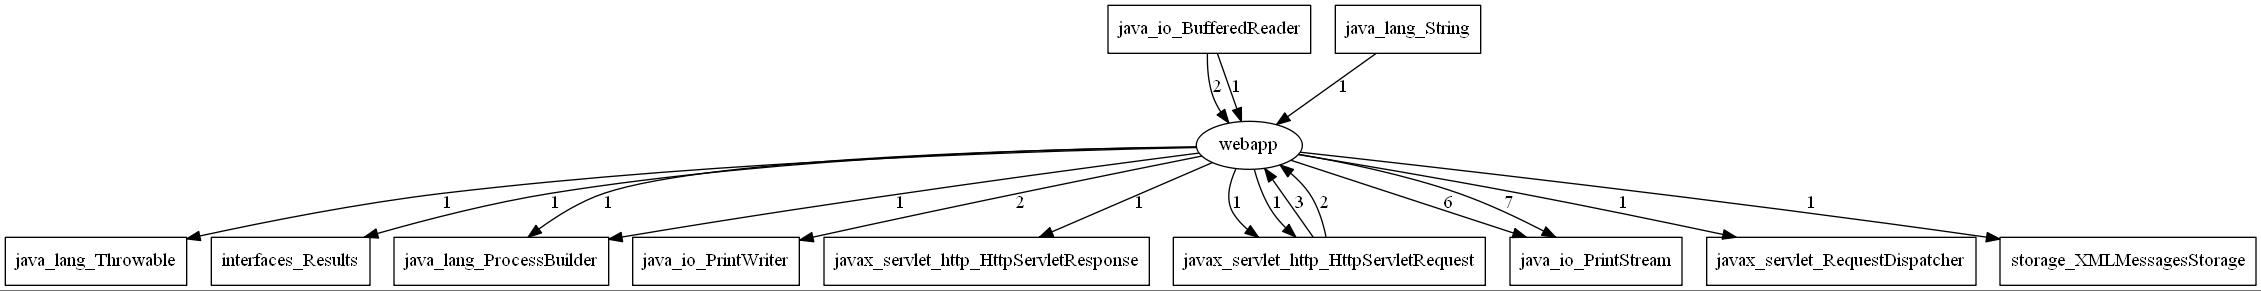 java_io_BufferedReader
java_lang_String
2
1
1
webapp
1
1
1
1
2
1
1
1
3
2
6
7
1
1
java_lang_Throwable
interfaces_Results
java_lang_ProcessBuilder
java_io_PrintWriter
javax_servlet_http_HttpServletResponse
javax_servlet_http_HttpServletRequest
java_io_PrintStream
javax_servlet_RequestDispatcher
storage_XMLMessagesStorage